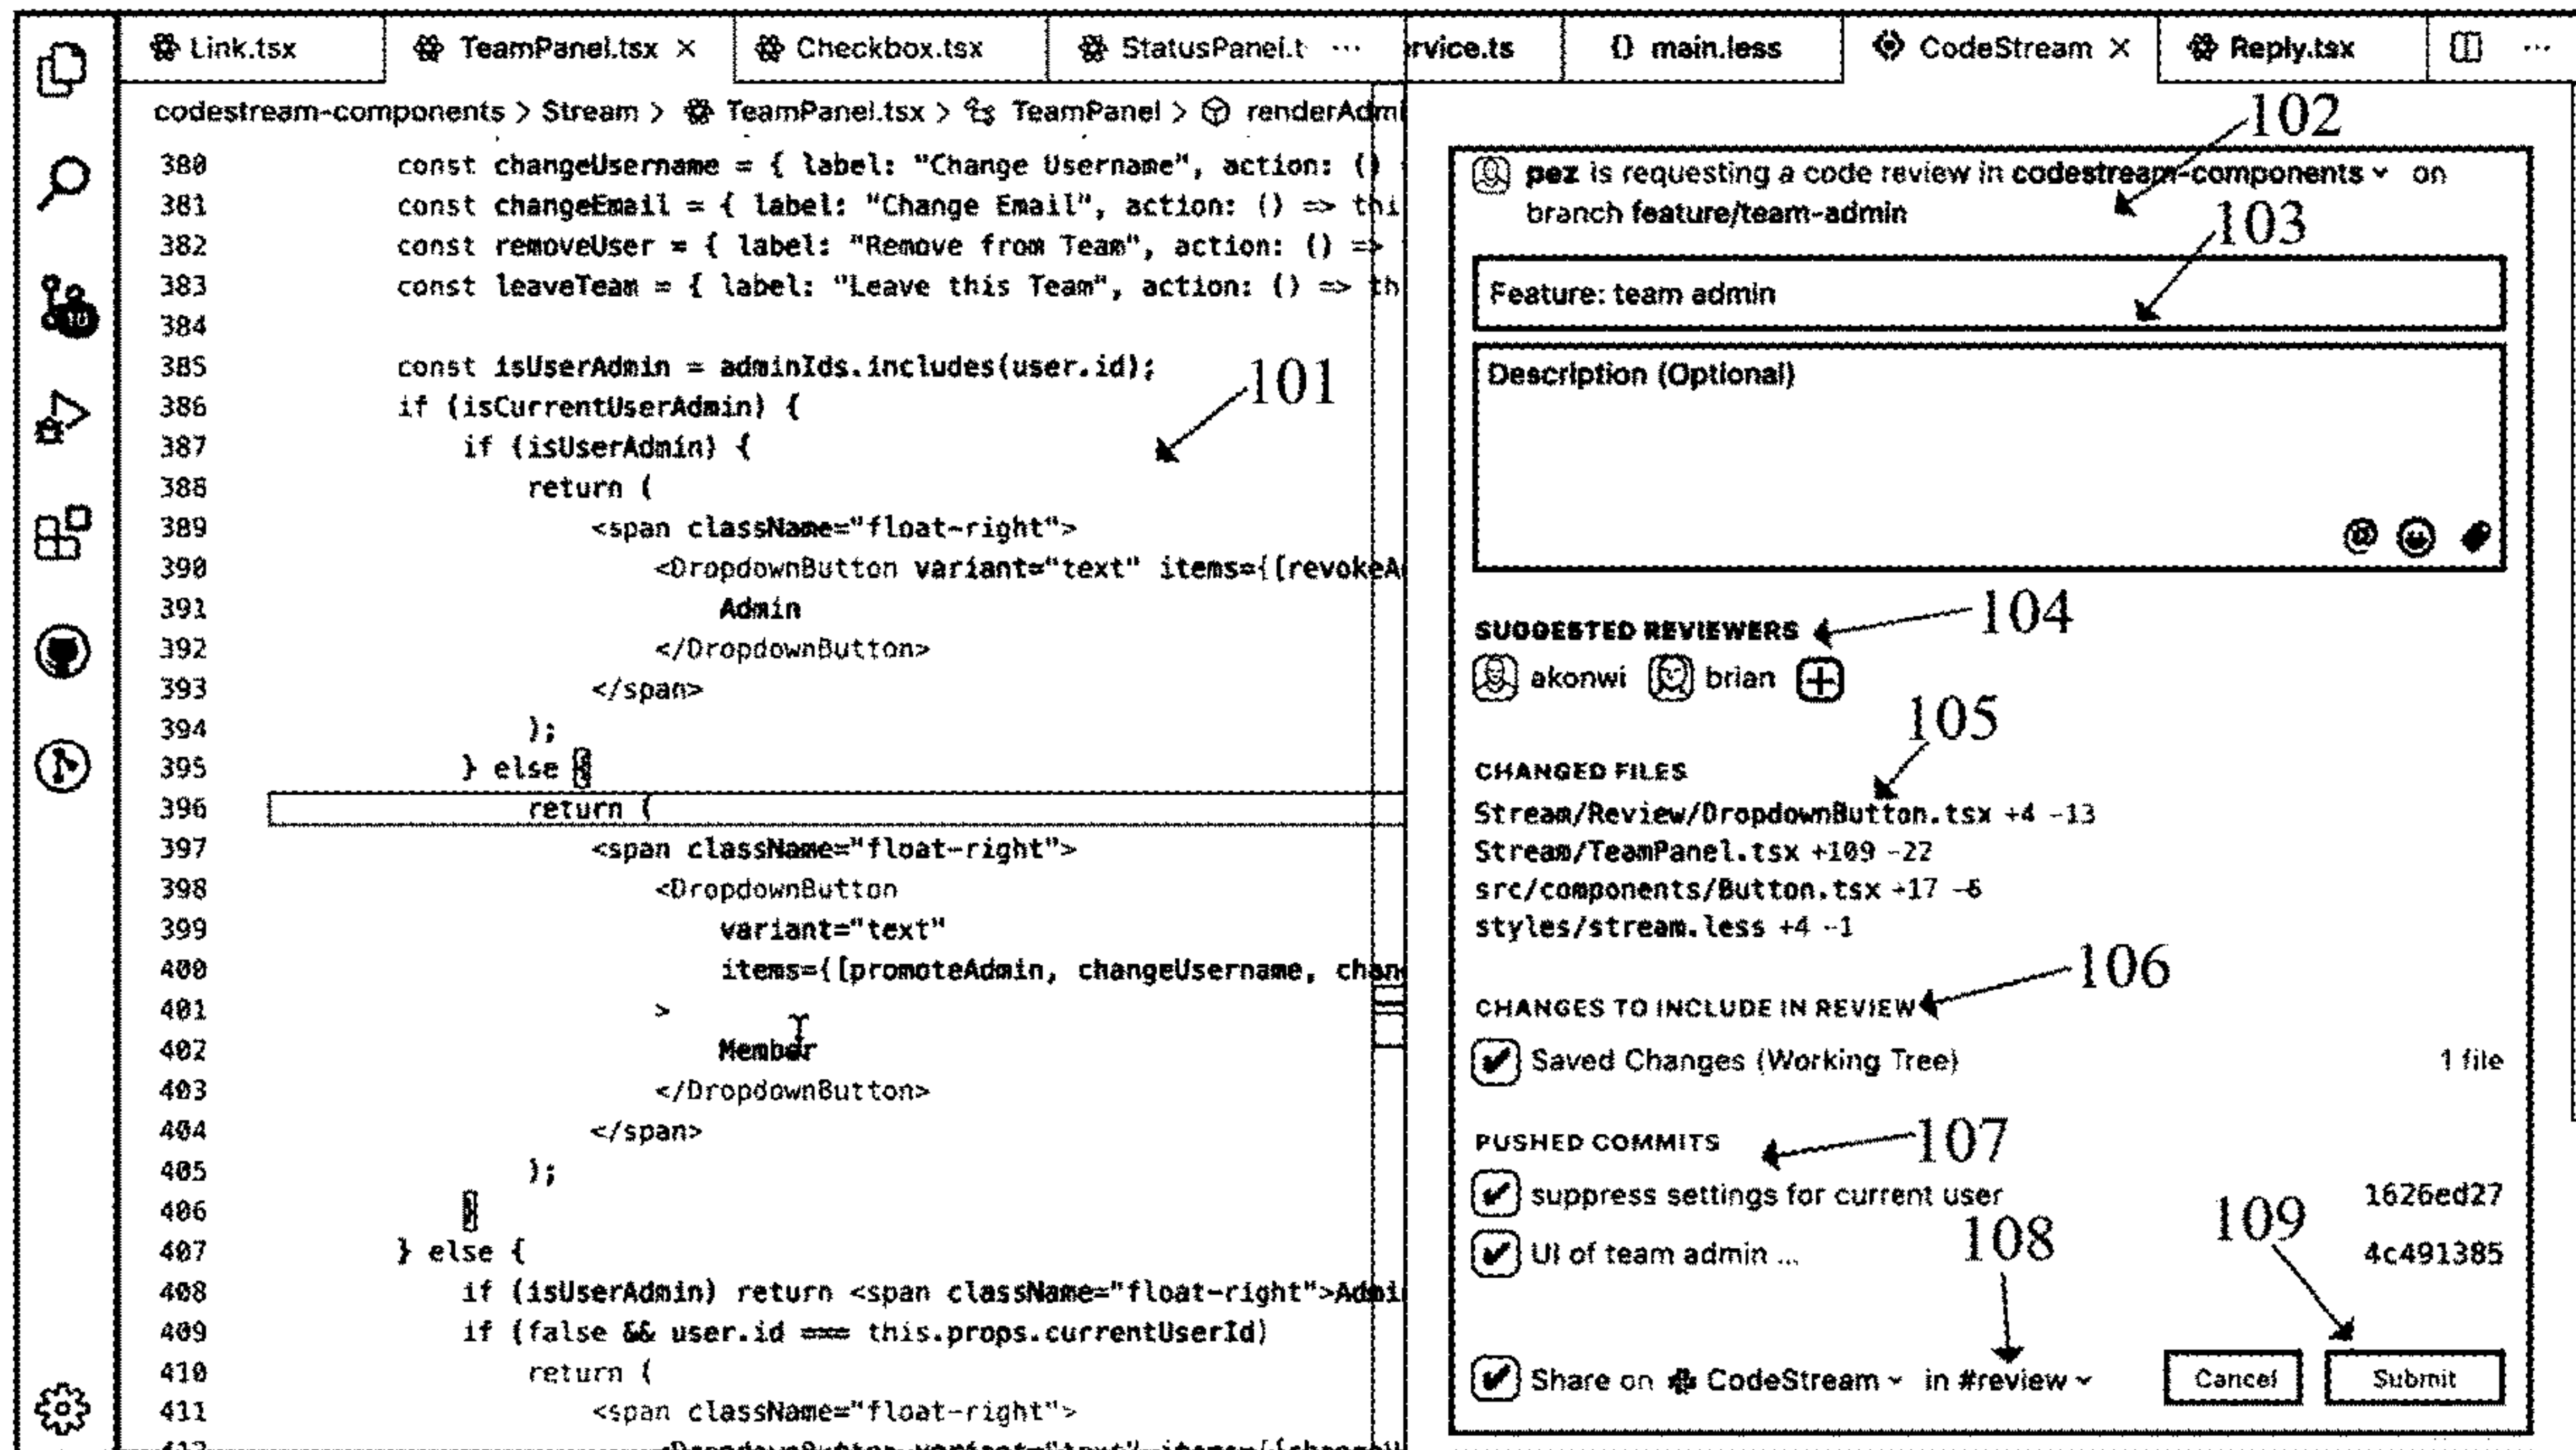 Link.tsx
TeamPanel.tsx
Checkbox.tsx
StatusPanel.t ···
codestream-components > Stream > TeamPanel.tsx > TeamPanel > renderAdmi
380 const changeUsername = { label: "Change Username", action: ()
381 const changeEmail = { label: "Change Email", action: () => thi
382 const removeUser = { label: "Remove from Team", action: () =>
383 const leaveTeam = { label: "Leave this Team", action: () => th
384
385 const isUserAdmin = adminIds.includes(user.id);
386 if (isCurrentUserAdmin) {
387 if (isUserAdmin) {
388 return (
389 <span className="float-right">
390 <DropdownButton variant="text" items={[revokeA
391 Admin
392 </DropdownButton>
393 </span>
394 );
395 } else {
396 return (
397 <span className="float-right">
398 <DropdownButton
399 variant="text"
400 items={[promoteAdmin, changeUsername, chan
401 >
402 Member
403 </DropdownButton>
404 </span>
405 );
406 }
407 } else {
408 if (isUserAdmin) return <span className="float-right">Admi
409 if (false && user.id === this.props.currentUserId)
410 return (
411 <span className="float-right">
101
10
rvice.ts
{} main.less
CodeStream
Reply.tsx
···
102
pez is requesting a code review in codestream-components on
branch feature/team-admin
103
Feature: team admin
Description (Optional)
@
SUGGESTED REVIEWERS
104
akonwi brian
105
CHANGED FILES
Stream/Review/DropdownButton.tsx +4 -13
Stream/TeamPanel.tsx +109 -22
src/components/Button.tsx +17 -6
styles/stream.less +4 -1
106
CHANGES TO INCLUDE IN REVIEW
Saved Changes (Working Tree) 1 file
PUSHED COMMITS
107
suppress settings for current user 1626ed27
108
109
UI of team admin ... 4c491385
Share on CodeStream in #review
Cancel
Submit